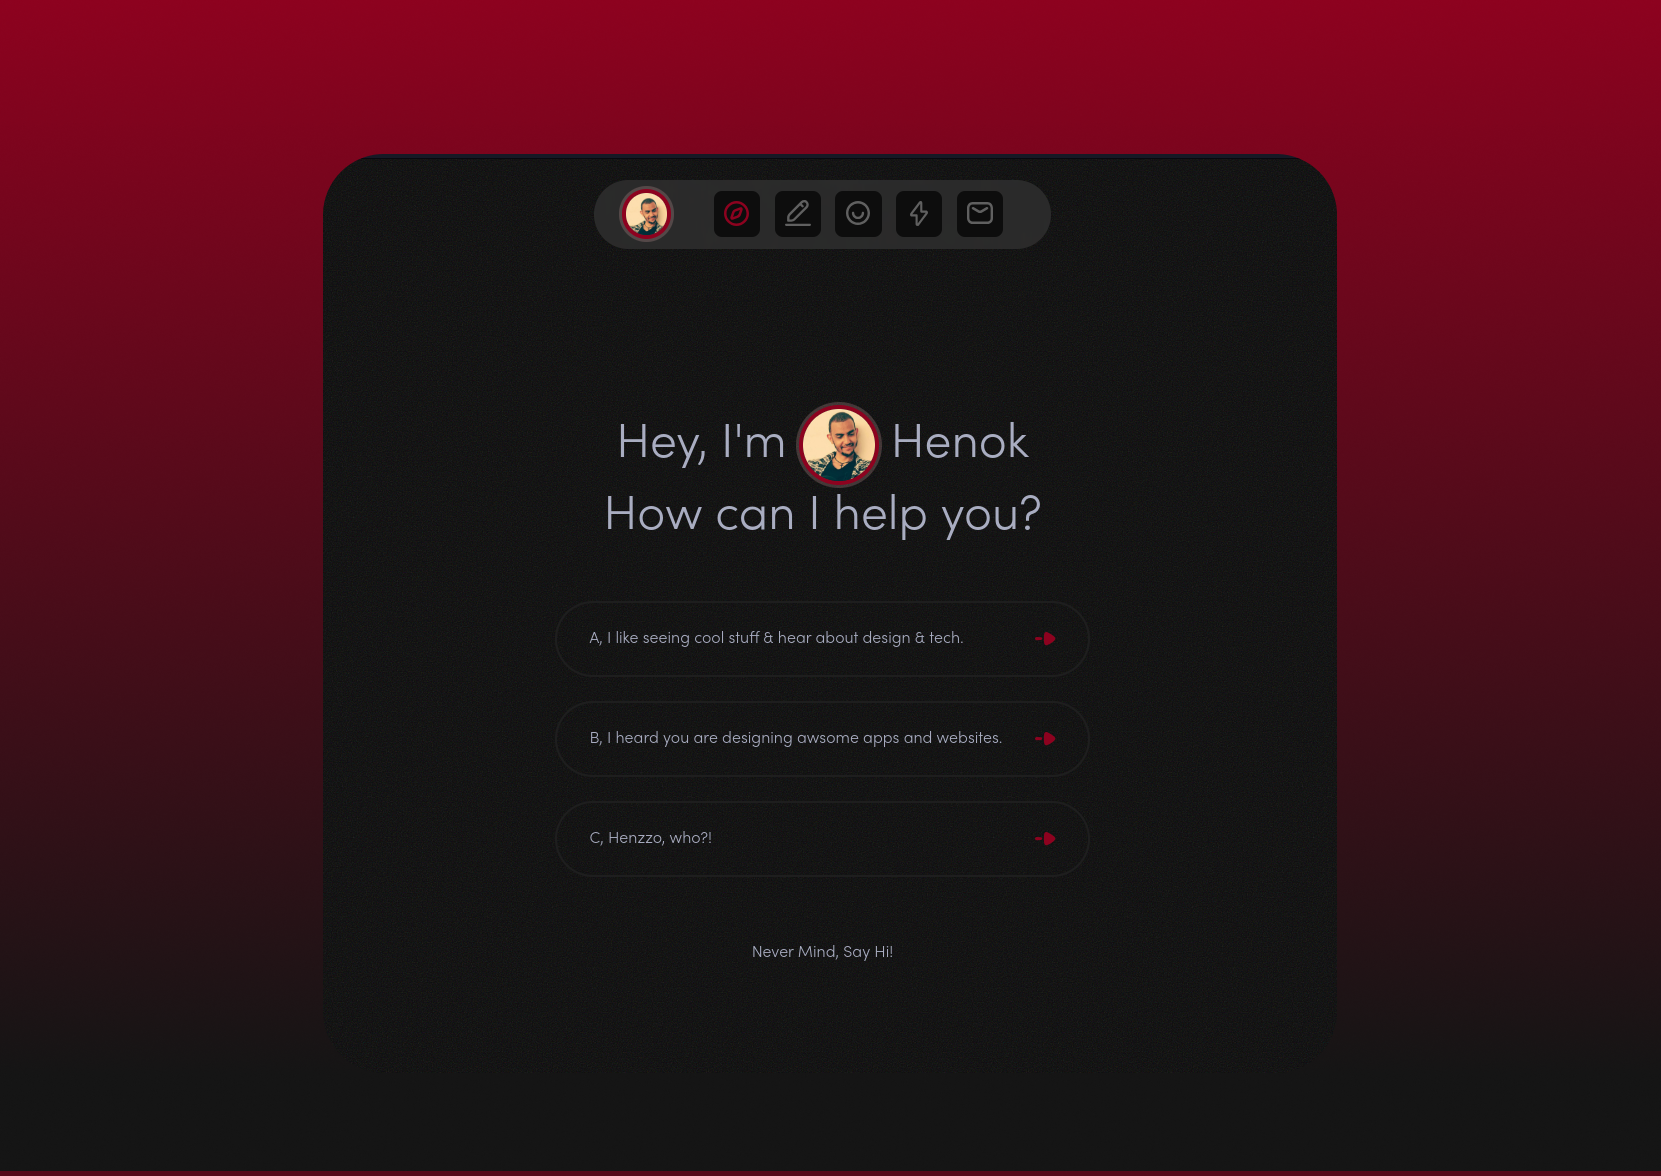 Hey, I'm Henok
How can I help you?
A, I like seeing cool stuff & hear about design & tech.
B, I heard you are designing awsome apps and websites.
C, Henzzo, who?!
Never Mind, Say Hi!